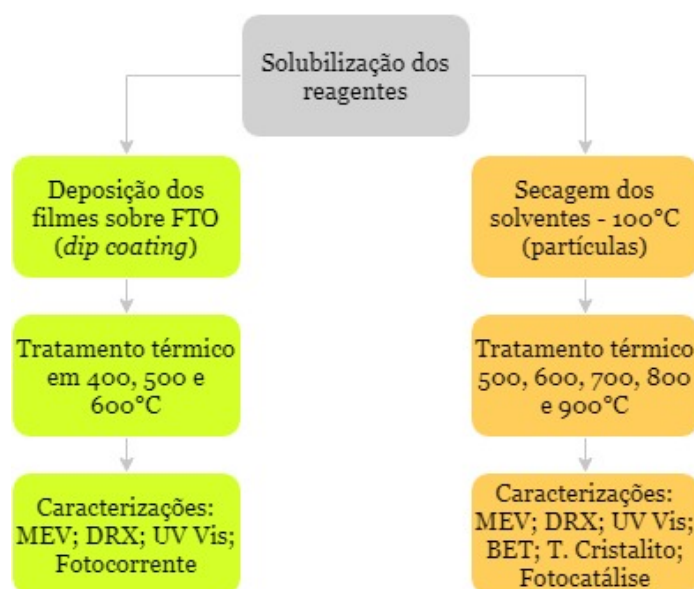 Solubilização dos
reagentes
Deposição dos
filmes sobre FTO
(dip coating)
Secagem dos
solventes - 100°C
(partículas)
Tratamento térmico
em 400, 500 e
600°C
Tratamento térmico
500, 600, 700, 800
e 900°C
Caracterizações:
MEV; DRX; UV Vis;
Fotocorrente
Caracterizações:
MEV; DRX; UV Vis;
BET; T. Cristalito;
Fotocatálise